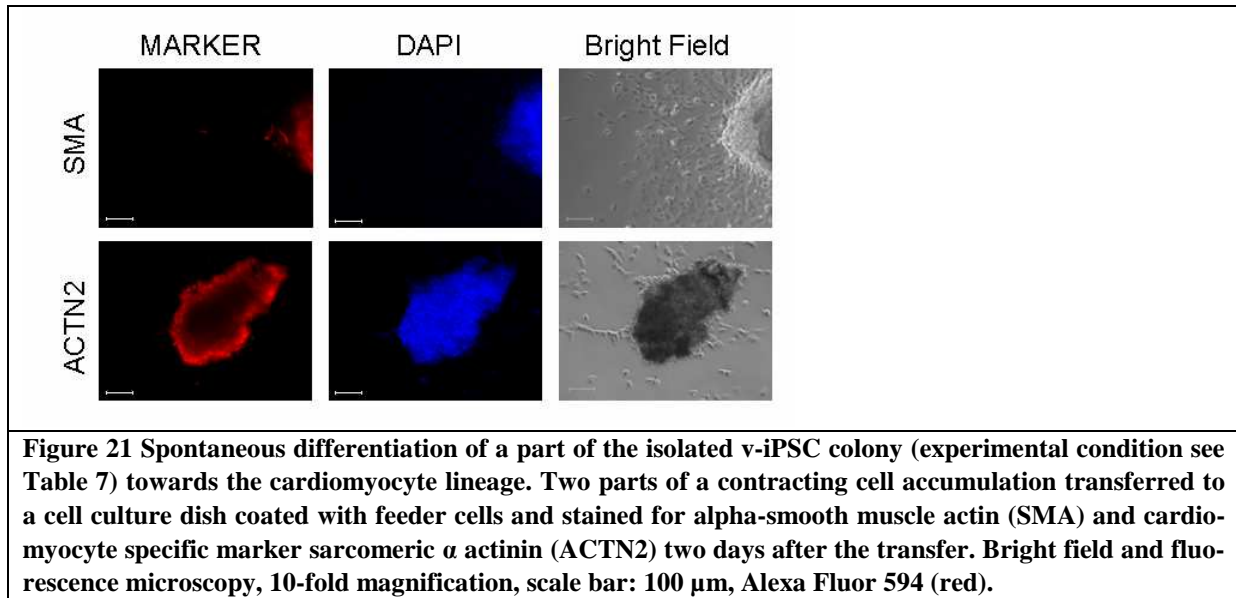 MARKER DAPI Bright Field
SMA
ACTN2
Figure 21 Spontaneous differentiation of a part of the isolated v-iPSC colony (experimental condition see
Table 7) towards the cardiomyocyte lineage. Two parts of a contracting cell accumulation transferred to
a cell culture dish coated with feeder cells and stained for alpha-smooth muscle actin (SMA) and cardio-
myocyte specific marker sarcomeric α actinin (ACTN2) two days after the transfer. Bright field and fluo-
rescence microscopy, 10-fold magnification, scale bar: 100 µm, Alexa Fluor 594 (red).